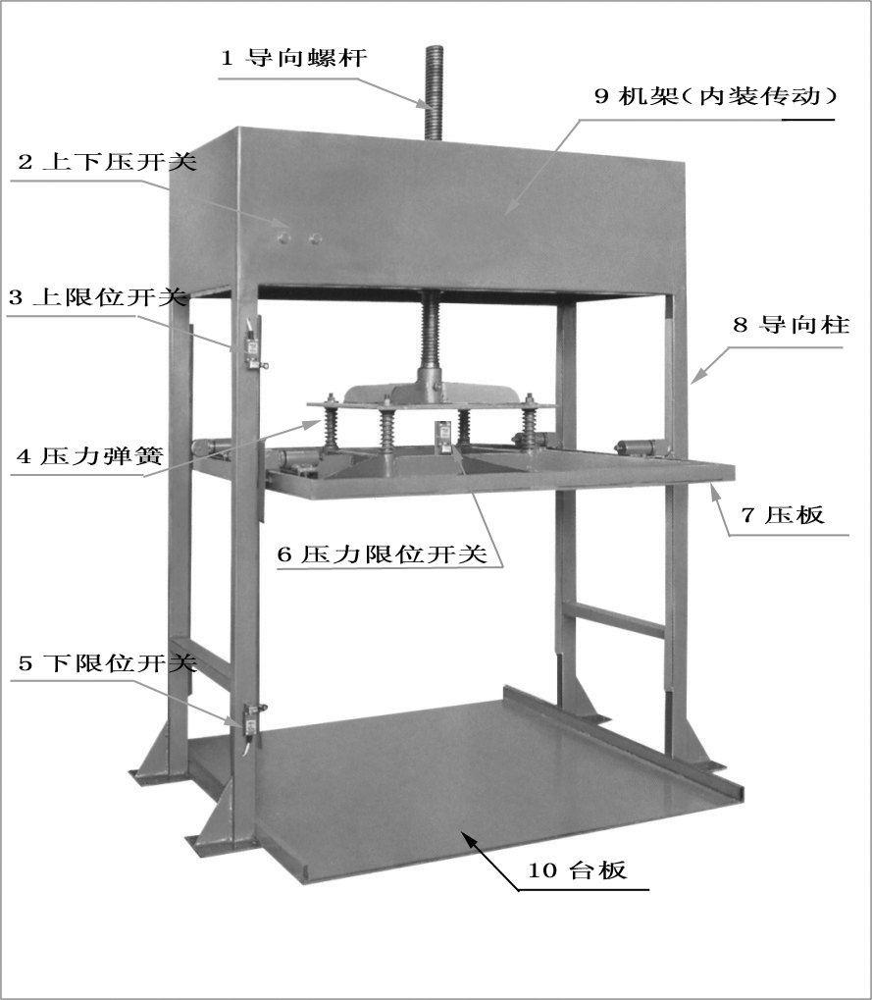 1 导向螺杆
9 机架(内装传动)
2 上下压开关
3 上限位开关
8 导向柱
4 压力弹簧
7 压板
6 压力限位开关
5 下限位开关
10 台板